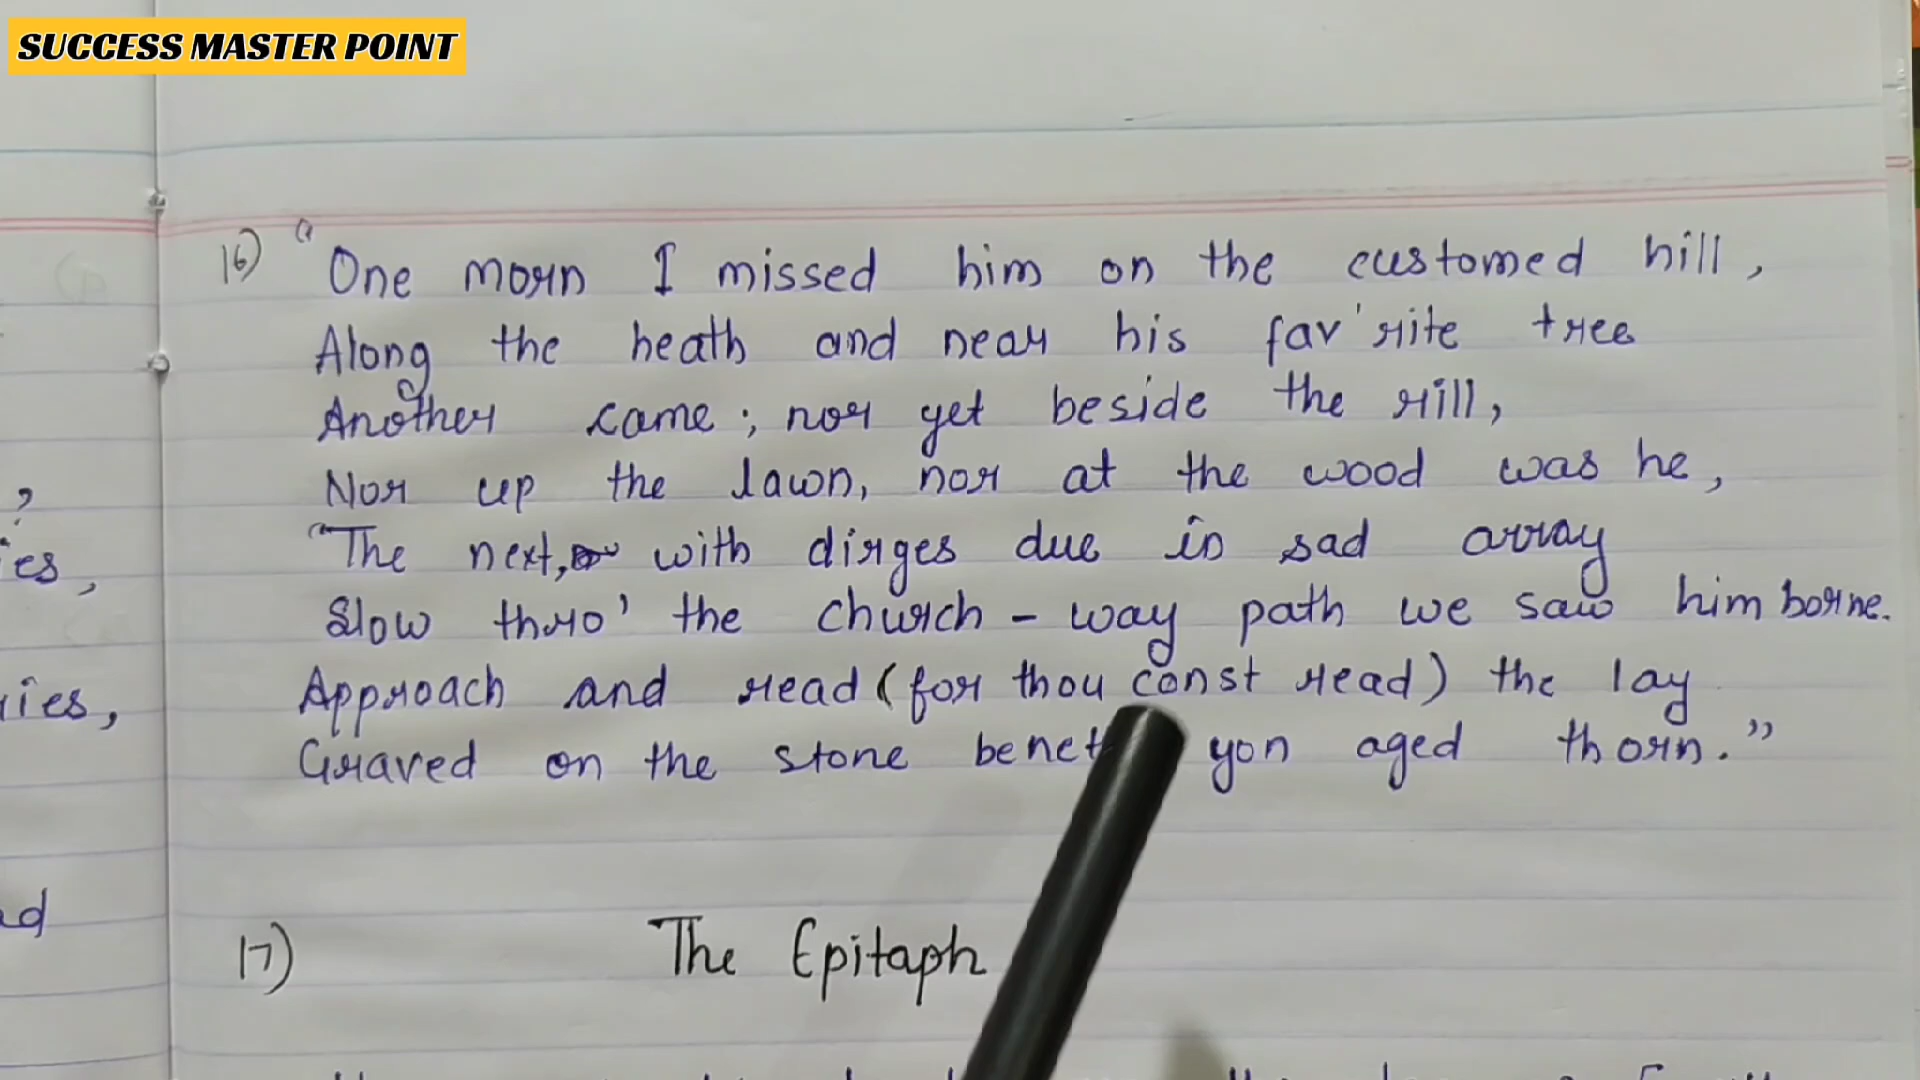 SUCCESS MASTER POINT
16) "One morn I missed him on the customed hill,
Along the heath and near his fav'rite tree
Another came; nor yet beside the rill,
Nor up the lawn, nor at the wood was he,
"The next, with dirges due in sad array
Slow thro' the church-way path we saw him borne.
Approach and read (for thou const read) the lay
Graved on the stone yon aged thorn."
17) The Epitaph
?
ies,
ies,